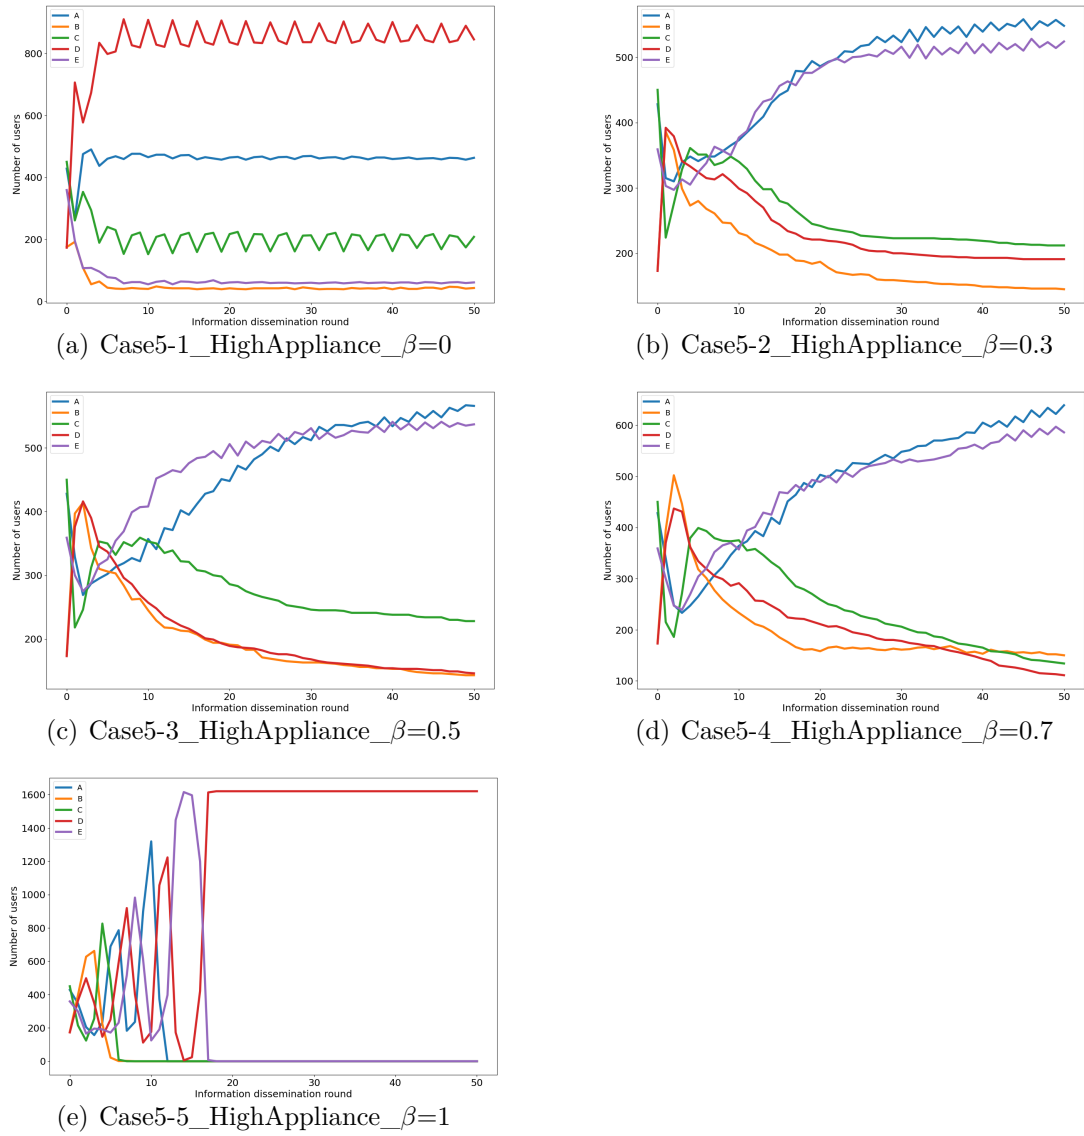 A
B
C
D
E
Number of users
800
600
400
200
0
0 10 20 30 40 50
Information dissemination round
(a) Case5-1_HighAppliance_β=0
A
B
C
D
E
Number of users
500
400
300
200
0 10 20 30 40 50
Information dissemination round
(b) Case5-2_HighAppliance_β=0.3
A
B
C
D
E
Number of users
500
400
300
200
0 10 20 30 40 50
Information dissemination round
(c) Case5-3_HighAppliance_β=0.5
A
B
C
D
E
Number of users
600
500
400
300
200
100
0 10 20 30 40 50
Information dissemination round
(d) Case5-4_HighAppliance_β=0.7
A
B
C
D
E
Number of users
1600
1400
1200
1000
800
600
400
200
0
0 10 20 30 40 50
Information dissemination round
(e) Case5-5_HighAppliance_β=1